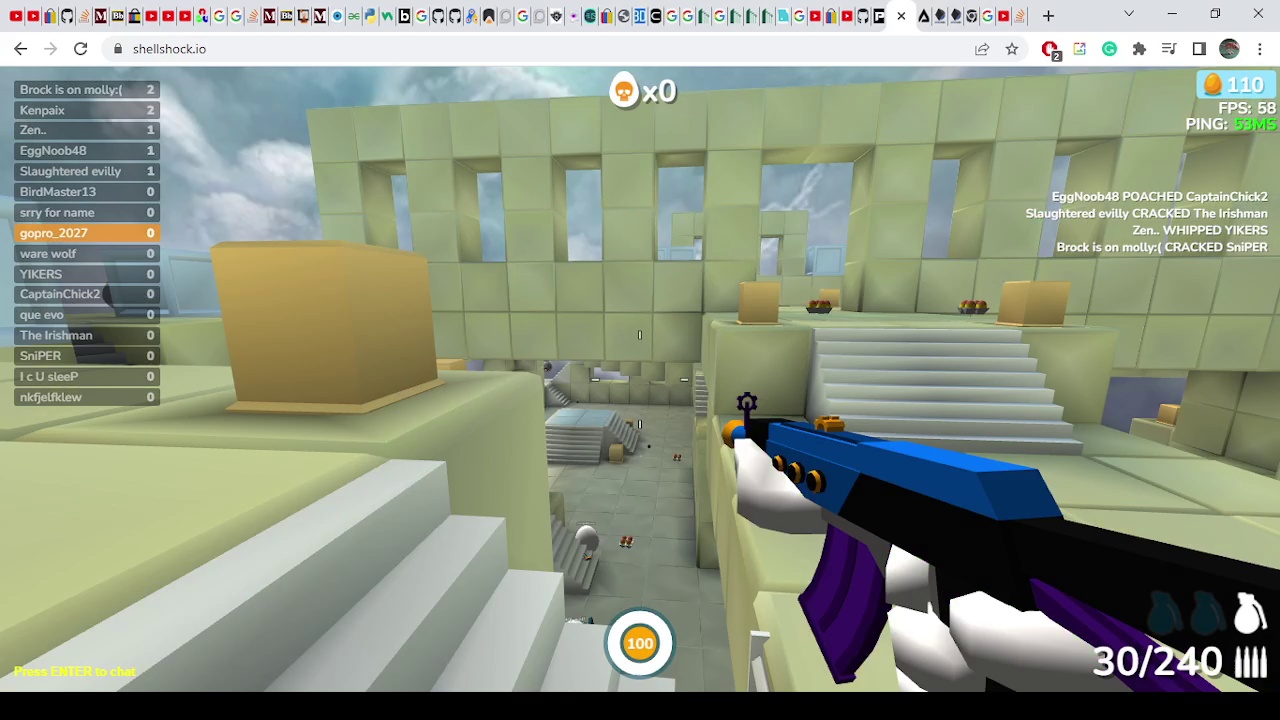 shellshock.io
2
Brock is on molly:( 2
Kenpaix 2
Zen.. 1
EggNoob48 1
Slaughtered evilly 1
BirdMaster13 0
srry for name 0
gopro_2027 0
ware wolf 0
YIKERS 0
CaptainChick2 0
que evo 0
The Irishman 0
SniPER 0
I c U sleeP 0
nkfjelfklew 0
x0
110
FPS: 58
PING: 53MS
EggNoob48 POACHED CaptainChick2
Slaughtered evilly CRACKED The Irishman
Zen.. WHIPPED YIKERS
Brock is on molly:( CRACKED SniPER
Press ENTER to chat
100
30/240